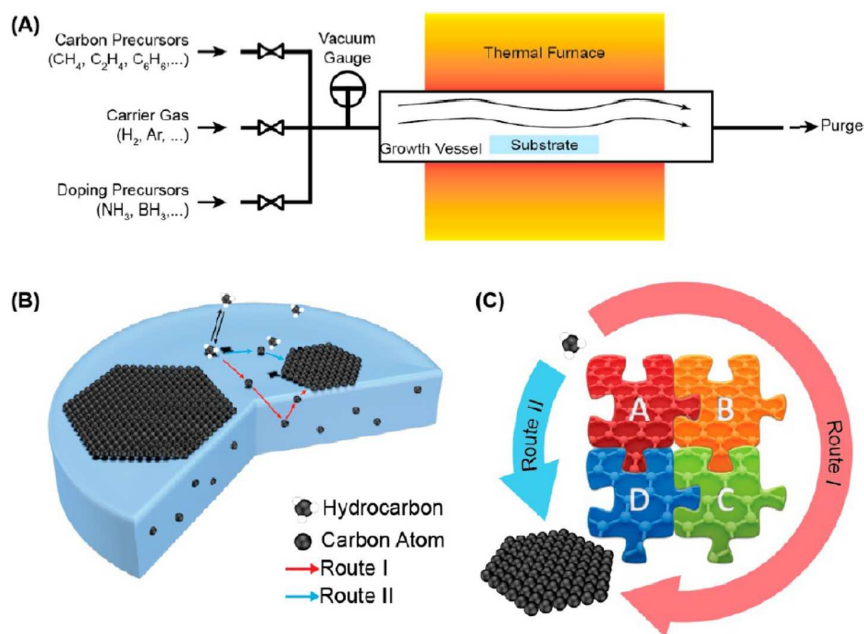 (A)
Carbon Precursors
(CH₄, C₂H₄, C₆H₆,...)
Vacuum
Gauge
Thermal Furnace
Carrier Gas
(H₂, Ar, ...)
Purge
Growth Vessel
Substrate
Doping Precursors
(NH₃, BH₃,...)
(B)
Hydrocarbon
Carbon Atom
Route I
Route II
(C)
Route II
A
B
D
C
Route I